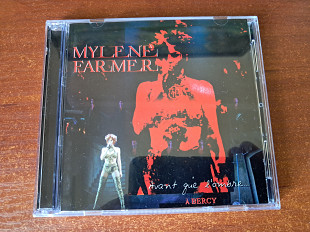 MYLENE
FARMER
Avant que l'ombre...
A BERCY